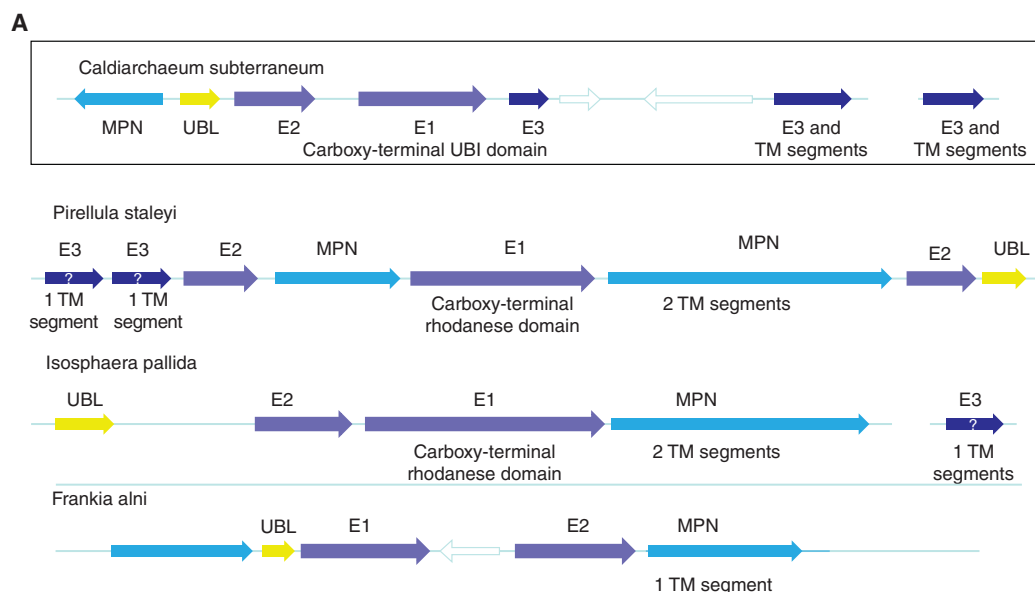 A
Caldiarchaeum subterraneum
MPN UBL E2 E1 E3 E3 and E3 and
Carboxy-terminal UBI domain TM segments TM segments
Pirellula staleyi
E3 E3 E2 MPN E1 MPN E2 UBL
? ?
1 TM 1 TM Carboxy-terminal 2 TM segments
segment segment rhodanese domain
Isosphaera pallida
UBL E2 E1 MPN E3
?
Carboxy-terminal 2 TM segments 1 TM
rhodanese domain segments
Frankia alni
UBL E1 E2 MPN
1 TM segment